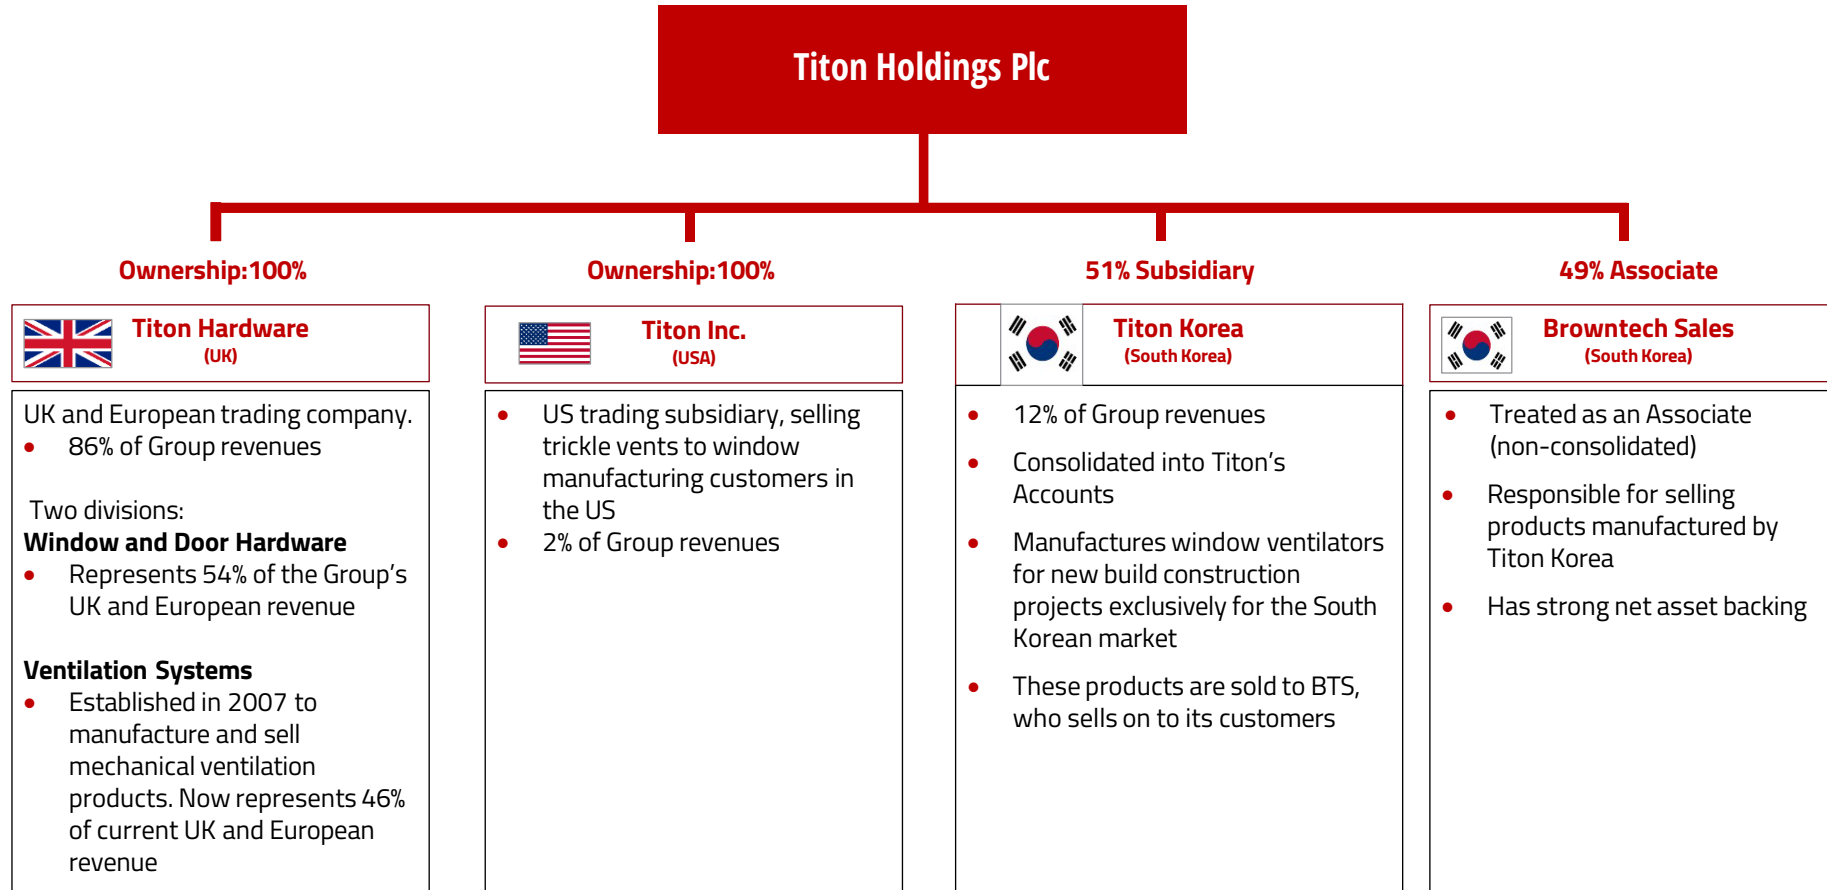 Titon Holdings Plc
Ownership:100%
Titon Hardware
(UK)
UK and European trading company.
• 86% of Group revenues
Two divisions:
Window and Door Hardware
• Represents 54% of the Group's
UK and European revenue
Ventilation Systems
• Established in 2007 to
manufacture and sell
mechanical ventilation
products. Now represents 46%
of current UK and European
revenue
Ownership:100%
Titon Inc.
(USA)
• US trading subsidiary, selling
trickle vents to window
manufacturing customers in
the US
• 2% of Group revenues
51% Subsidiary
Titon Korea
(South Korea)
• 12% of Group revenues
• Consolidated into Titon's
Accounts
• Manufactures window ventilators
for new build construction
projects exclusively for the South
Korean market
• These products are sold to BTS,
who sells on to its customers
49% Associate
Browntech Sales
(South Korea)
• Treated as an Associate
(non-consolidated)
• Responsible for selling
products manufactured by
Titon Korea
• Has strong net asset backing